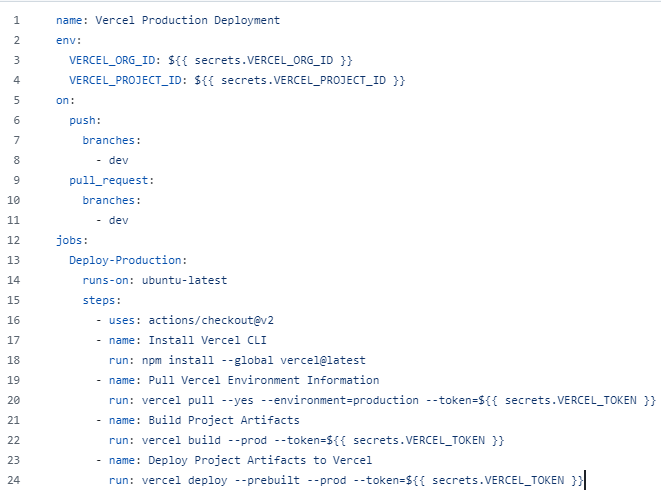 1 name: Vercel Production Deployment
2 env:
3   VERCEL_ORG_ID: ${{ secrets.VERCEL_ORG_ID }}
4   VERCEL_PROJECT_ID: ${{ secrets.VERCEL_PROJECT_ID }}
5 on:
6   push:
7     branches:
8       - dev
9   pull_request:
10     branches:
11       - dev
12 jobs:
13   Deploy-Production:
14     runs-on: ubuntu-latest
15     steps:
16       - uses: actions/checkout@v2
17       - name: Install Vercel CLI
18         run: npm install --global vercel@latest
19       - name: Pull Vercel Environment Information
20         run: vercel pull --yes --environment=production --token=${{ secrets.VERCEL_TOKEN }}
21       - name: Build Project Artifacts
22         run: vercel build --prod --token=${{ secrets.VERCEL_TOKEN }}
23       - name: Deploy Project Artifacts to Vercel
24         run: vercel deploy --prebuilt --prod --token=${{ secrets.VERCEL_TOKEN }}